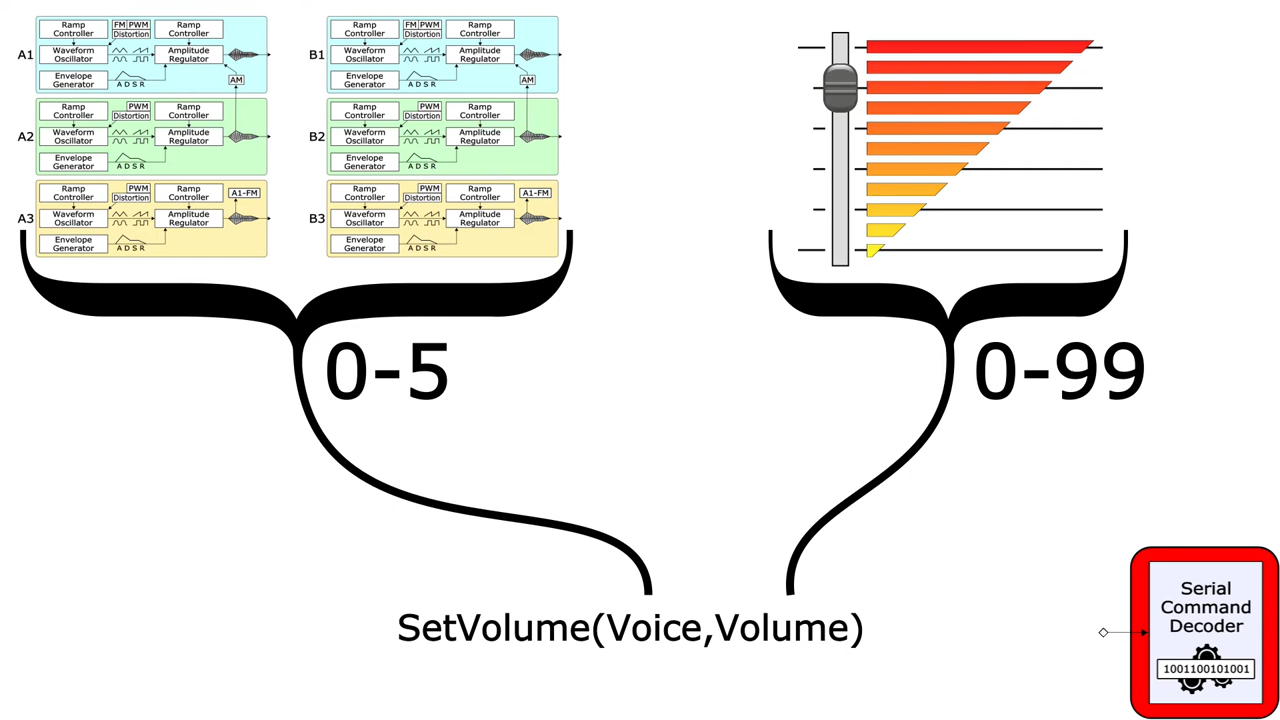 A1
Ramp
Controller
FM PWM
Distortion
Ramp
Controller
Waveform
Oscillator
Amplitude
Regulator
Envelope
Generator
A D S R
AM
A2
Ramp
Controller
PWM
Distortion
Ramp
Controller
Waveform
Oscillator
Amplitude
Regulator
Envelope
Generator
A D S R
A3
Ramp
Controller
PWM
Distortion
Ramp
Controller
A1-FM
Waveform
Oscillator
Amplitude
Regulator
Envelope
Generator
A D S R
B1
Ramp
Controller
FM PWM
Distortion
Ramp
Controller
Waveform
Oscillator
Amplitude
Regulator
Envelope
Generator
A D S R
AM
B2
Ramp
Controller
PWM
Distortion
Ramp
Controller
Waveform
Oscillator
Amplitude
Regulator
Envelope
Generator
A D S R
B3
Ramp
Controller
PWM
Distortion
Ramp
Controller
A1-FM
Waveform
Oscillator
Amplitude
Regulator
Envelope
Generator
A D S R
0-5
0-99
SetVolume(Voice,Volume)
Serial
Command
Decoder
1001100101001